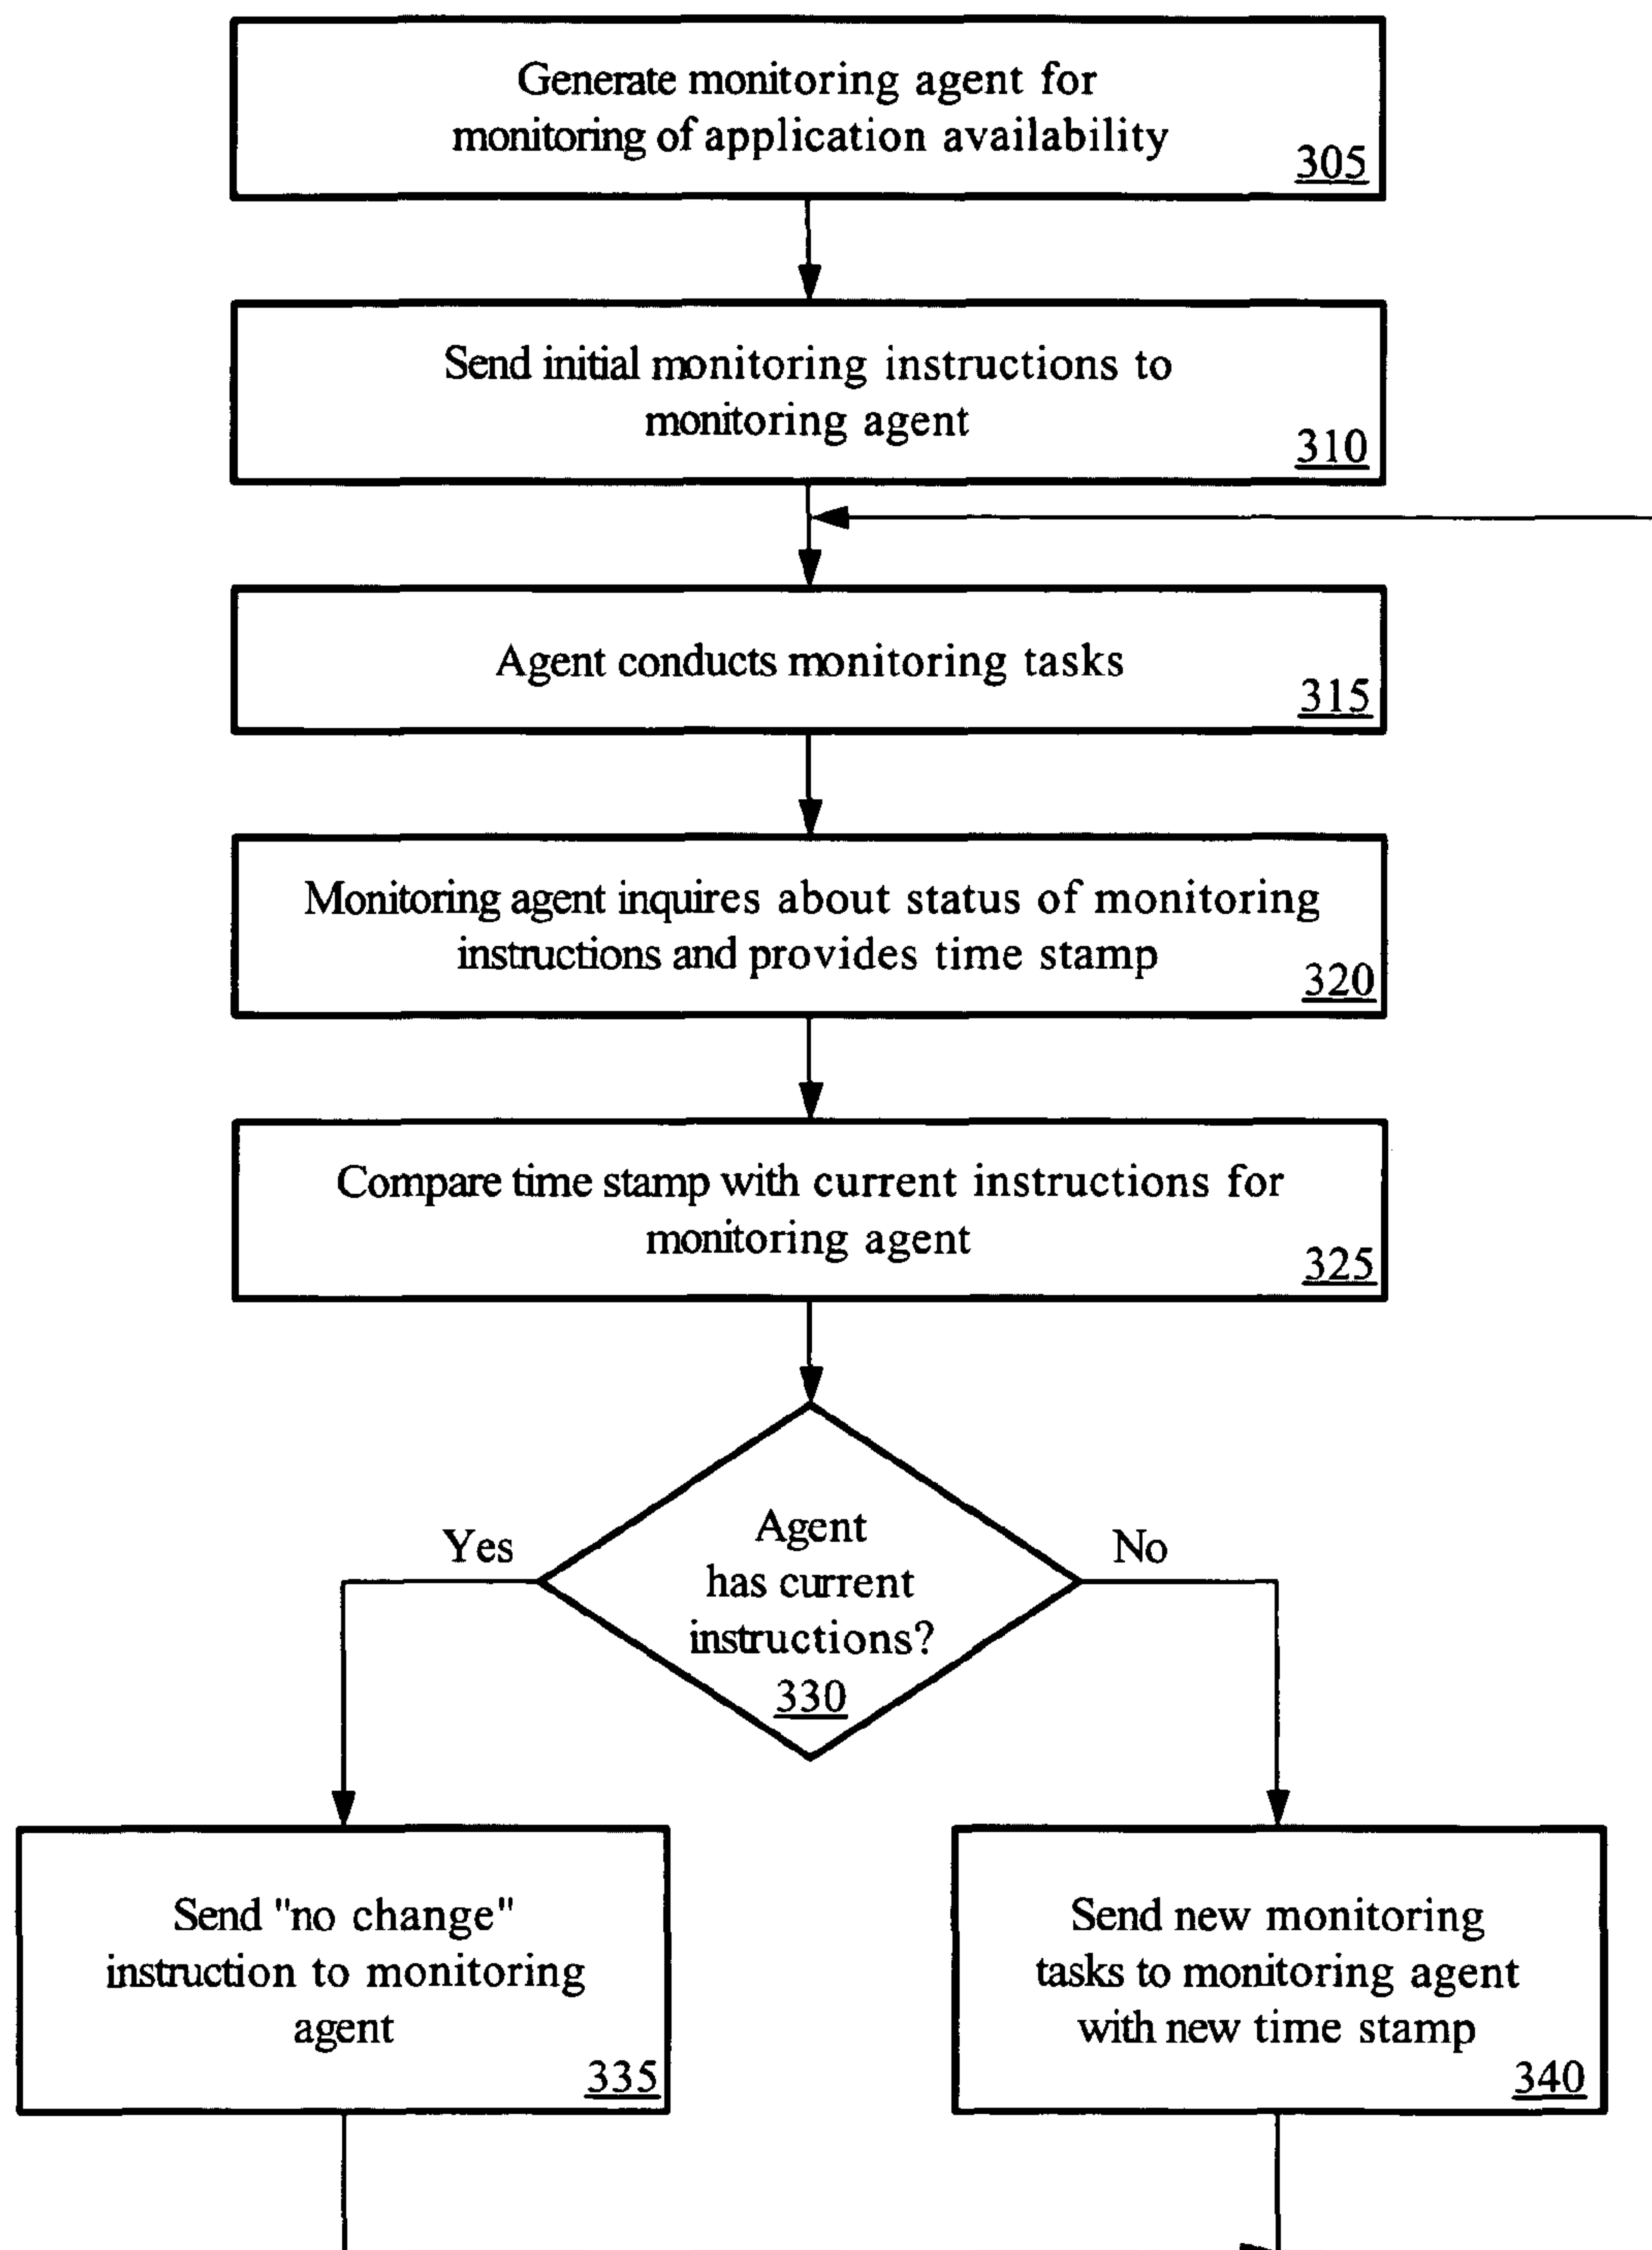 Generate monitoring agent for
monitoring of application availability
305
Send initial monitoring instructions to
monitoring agent
310
Agent conducts monitoring tasks
315
Monitoring agent inquires about status of monitoring
instructions and provides time stamp
320
Compare time stamp with current instructions for
monitoring agent
325
Agent
has current
instructions?
330
Yes
No
Send "no change"
instruction to monitoring
agent
335
Send new monitoring
tasks to monitoring agent
with new time stamp
340